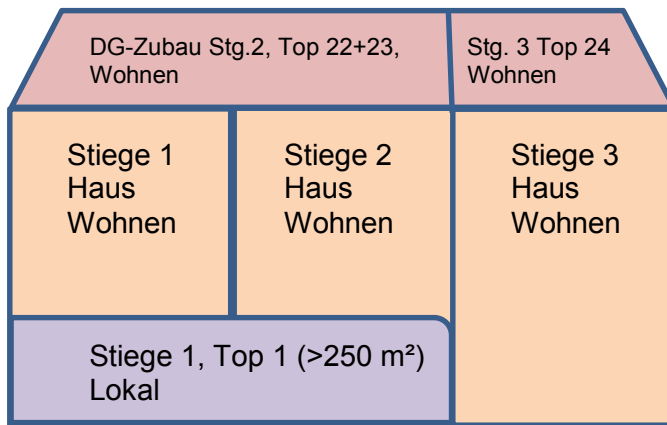 DG-Zubau Stg.2, Top 22+23,
Wohnen
Stg. 3 Top 24
Wohnen
Stiege 1
Haus
Wohnen
Stiege 2
Haus
Wohnen
Stiege 3
Haus
Wohnen
Stiege 1, Top 1 (>250 m²)
Lokal